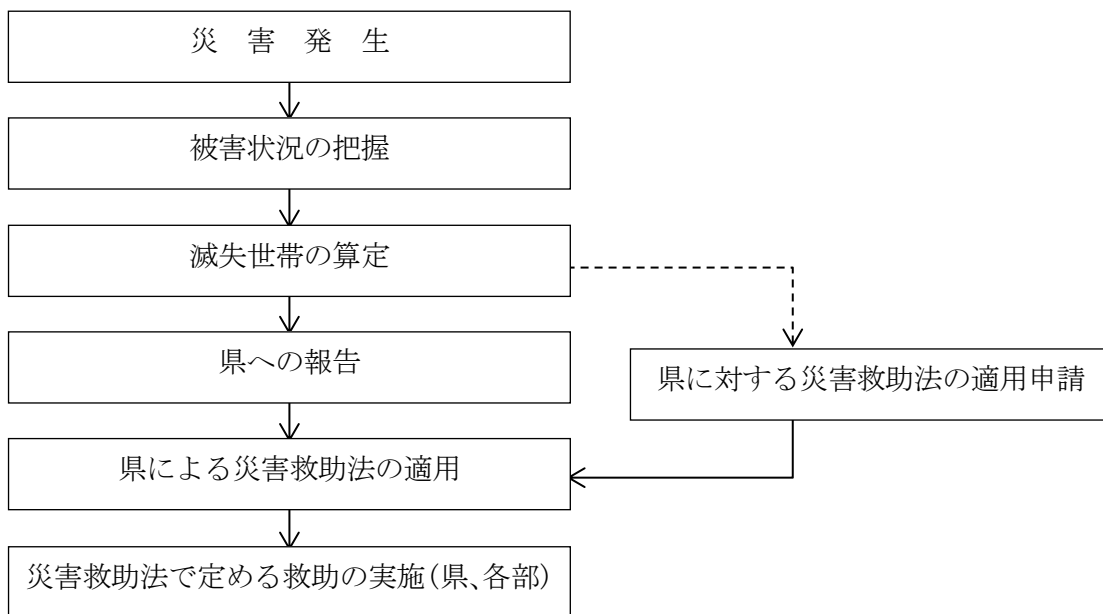 災　害　発　生
被害状況の把握
滅失世帯の算定
県への報告
県に対する災害救助法の適用申請
県による災害救助法の適用
災害救助法で定める救助の実施(県、各部)